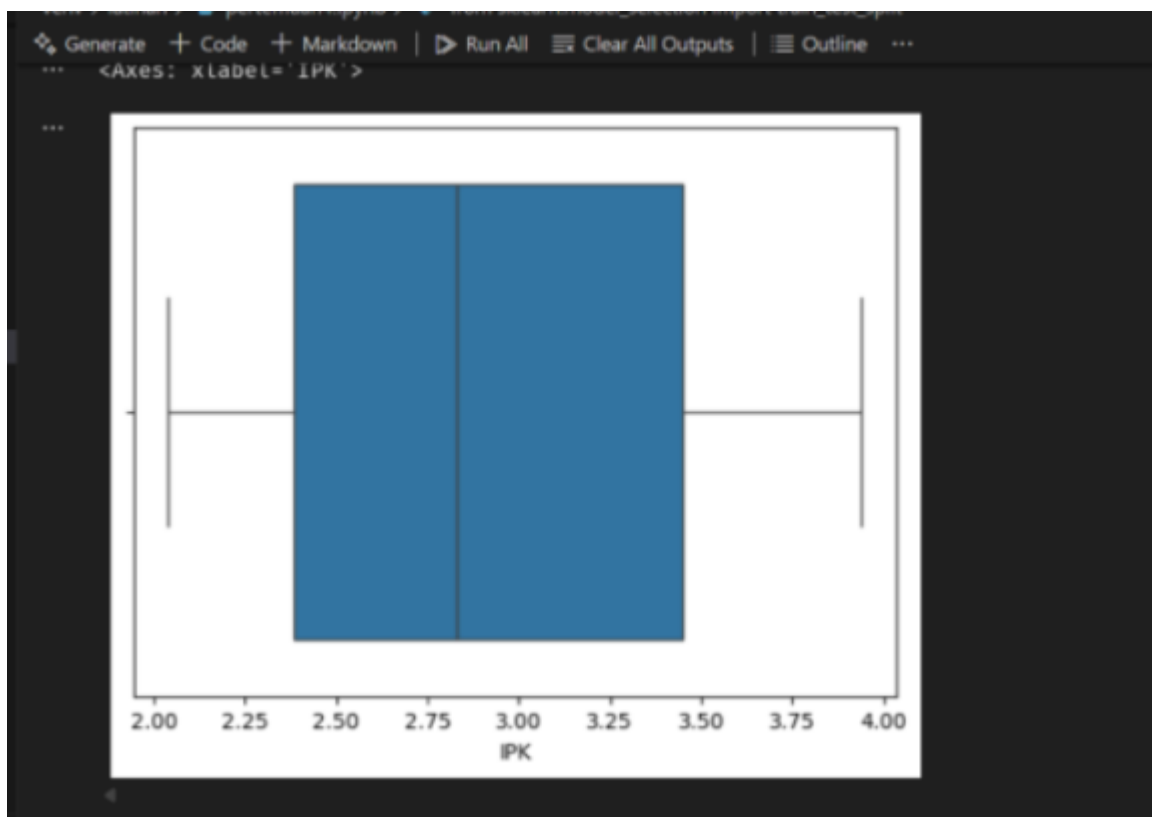 Generate + Code + Markdown | Run All Clear All Outputs | Outline ...
... <Axes: xlabel='IPK'>
...
2.00 2.25 2.50 2.75 3.00 3.25 3.50 3.75 4.00
IPK